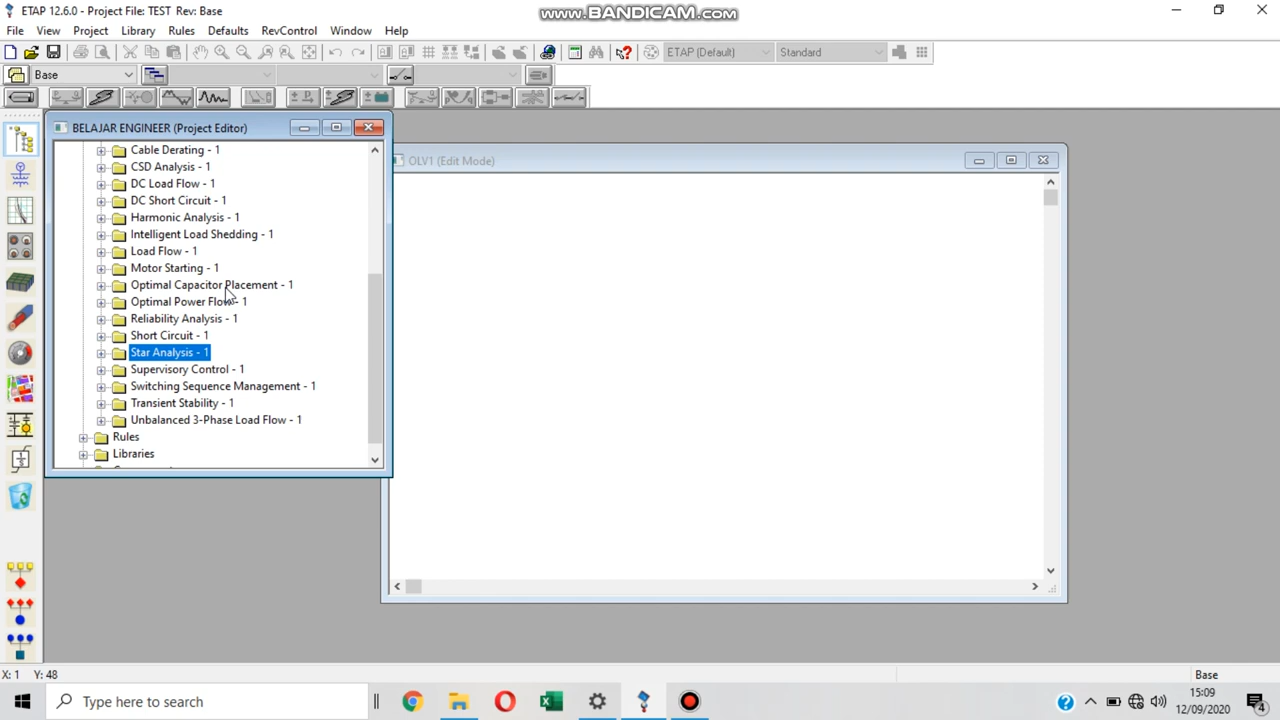 ETAP 12.6.0 - Project File: TEST Rev: Base
www.BANDICAM.com
File View Project Library Rules Defaults RevControl Window Help
ETAP (Default) Standard
Base
BELAJAR ENGINEER (Project Editor)
OLV1 (Edit Mode)
Cable Derating - 1
CSD Analysis - 1
DC Load Flow - 1
DC Short Circuit - 1
Harmonic Analysis - 1
Intelligent Load Shedding - 1
Load Flow - 1
Motor Starting - 1
Optimal Capacitor Placement - 1
Optimal Power Flow - 1
Reliability Analysis - 1
Short Circuit - 1
Star Analysis - 1
Supervisory Control - 1
Switching Sequence Management - 1
Transient Stability - 1
Unbalanced 3-Phase Load Flow - 1
Rules
Libraries
X: 1 Y: 48
Base
Type here to search
15:09
12/09/2020
4